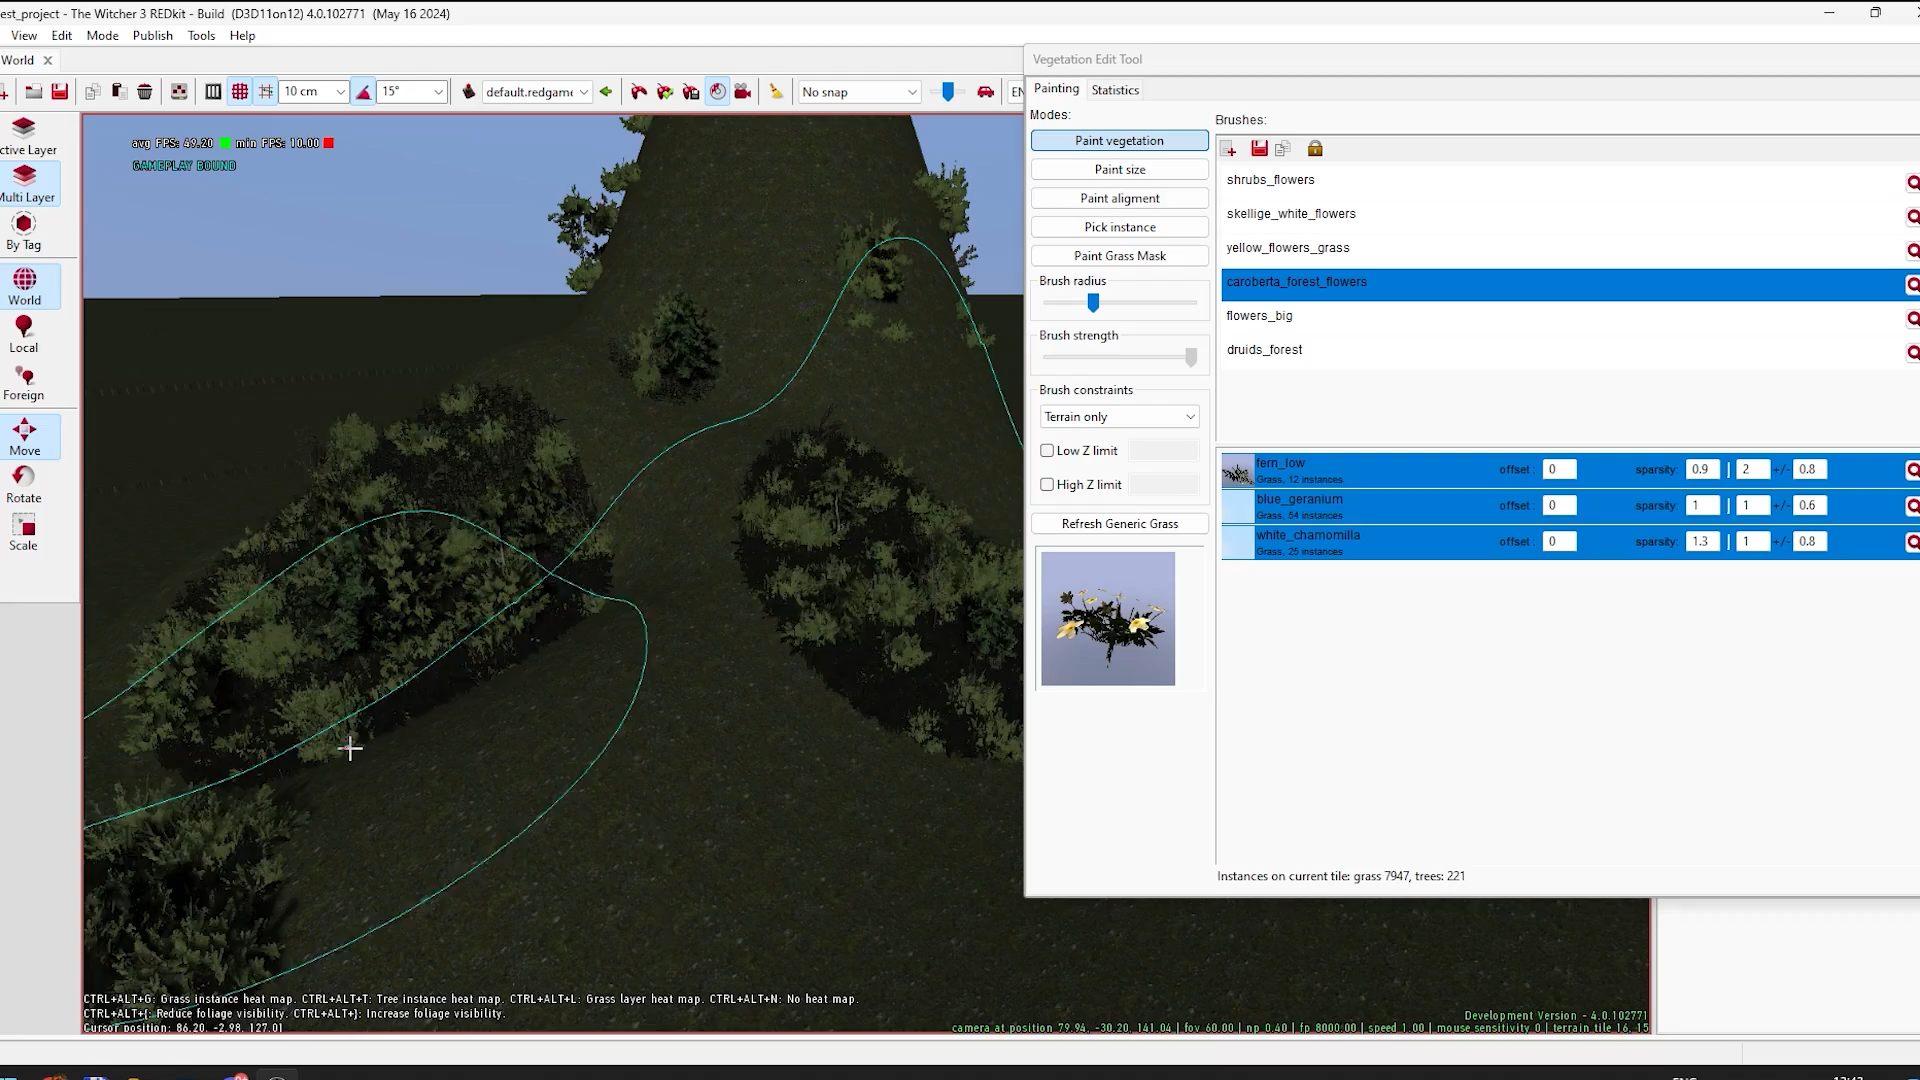 est_project - The Witcher 3 REDkit - Build  (D3D11on12) 4.0.102771  (May 16 2024)
View Edit Mode Publish Tools Help
World
10 cm 15° default.redgame No snap EN
ctive Layer
Multi Layer
By Tag
World
Local
Foreign
Move
Rotate
Scale
avg FPS: 49.20 min FPS: 10.00
GAMEPLAY BOUND
CTRL+ALT+G: Grass instance heat map. CTRL+ALT+T: Tree instance heat map. CTRL+ALT+L: Grass layer heat map. CTRL+ALT+N: No heat map.
CTRL+ALT+[: Reduce foliage visibility. CTRL+ALT+]: Increase foliage visibility.
Cursor position: 86.20, -2.98, 127.01
Development Version - 4.0.102771
camera at position 79.94, -30.20, 141.04 | fov 60.00 | np 0.40 | fp 8000.00 | speed 1.00 | mouse sensitivity 0 | terrain tile 16, 15
Vegetation Edit Tool
Painting Statistics
Modes:
Paint vegetation
Paint size
Paint aligment
Pick instance
Paint Grass Mask
Brush radius
Brush strength
Brush constraints
Terrain only
Low Z limit
High Z limit
Refresh Generic Grass
Brushes:
shrubs_flowers
skellige_white_flowers
yellow_flowers_grass
caroberta_forest_flowers
flowers_big
druids_forest
fern_low offset : 0 sparsity: 0.9 | 2 +/- 0.8
Grass, 12 instances
blue_geranium offset : 0 sparsity: 1 | 1 +/- 0.6
Grass, 64 instances
white_chamomilla offset : 0 sparsity: 1.3 | 1 +/- 0.8
Grass, 25 instances
Instances on current tile: grass 7947, trees: 221